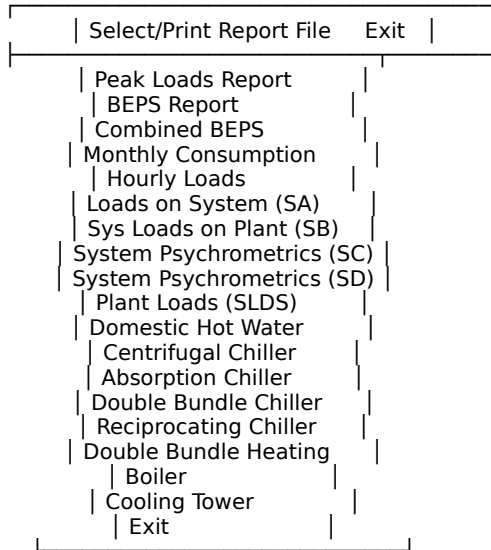 Select/Print Report File Exit
Peak Loads Report
BEPS Report
Combined BEPS
Monthly Consumption
Hourly Loads
Loads on System (SA)
Sys Loads on Plant (SB)
System Psychrometrics (SC)
System Psychrometrics (SD)
Plant Loads (SLDS)
Domestic Hot Water
Centrifugal Chiller
Absorption Chiller
Double Bundle Chiller
Reciprocating Chiller
Double Bundle Heating
Boiler
Cooling Tower
Exit